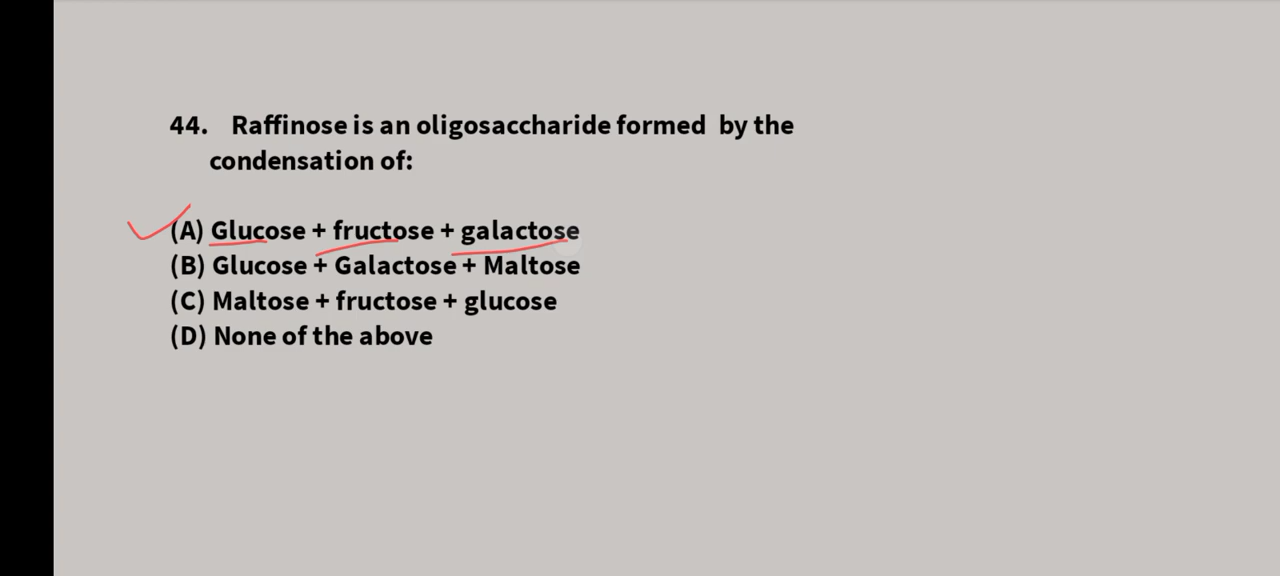 44. Raffinose is an oligosaccharide formed by the
condensation of:
(A) Glucose + fructose + galactose
(B) Glucose + Galactose + Maltose
(C) Maltose + fructose + glucose
(D) None of the above